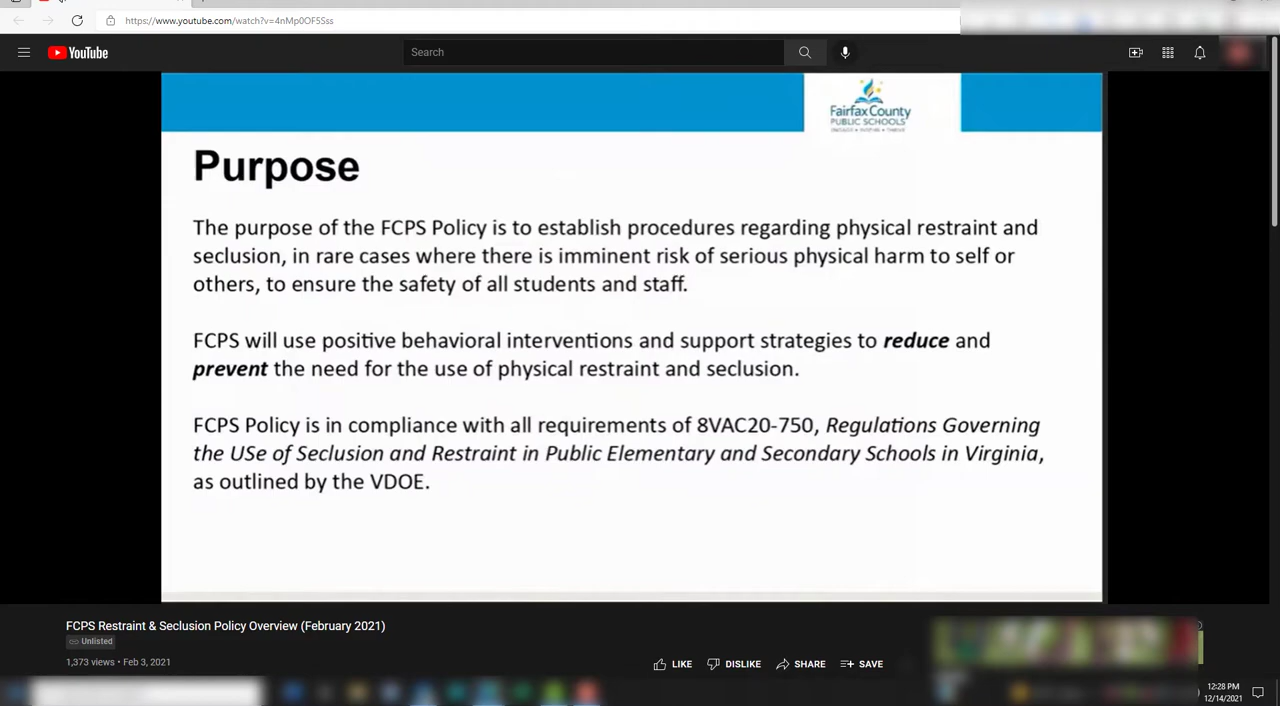 https://www.youtube.com/watch?v=4nMp0OF5Sss
YouTube
Search
Fairfax County
PUBLIC SCHOOLS
Purpose
The purpose of the FCPS Policy is to establish procedures regarding physical restraint and
seclusion, in rare cases where there is imminent risk of serious physical harm to self or
others, to ensure the safety of all students and staff.
FCPS will use positive behavioral interventions and support strategies to reduce and
prevent the need for the use of physical restraint and seclusion.
FCPS Policy is in compliance with all requirements of 8VAC20-750, Regulations Governing
the USe of Seclusion and Restraint in Public Elementary and Secondary Schools in Virginia,
as outlined by the VDOE.
FCPS Restraint & Seclusion Policy Overview (February 2021)
Unlisted
1,373 views • Feb 3, 2021
LIKE DISLIKE SHARE SAVE
12:28 PM
12/14/2021